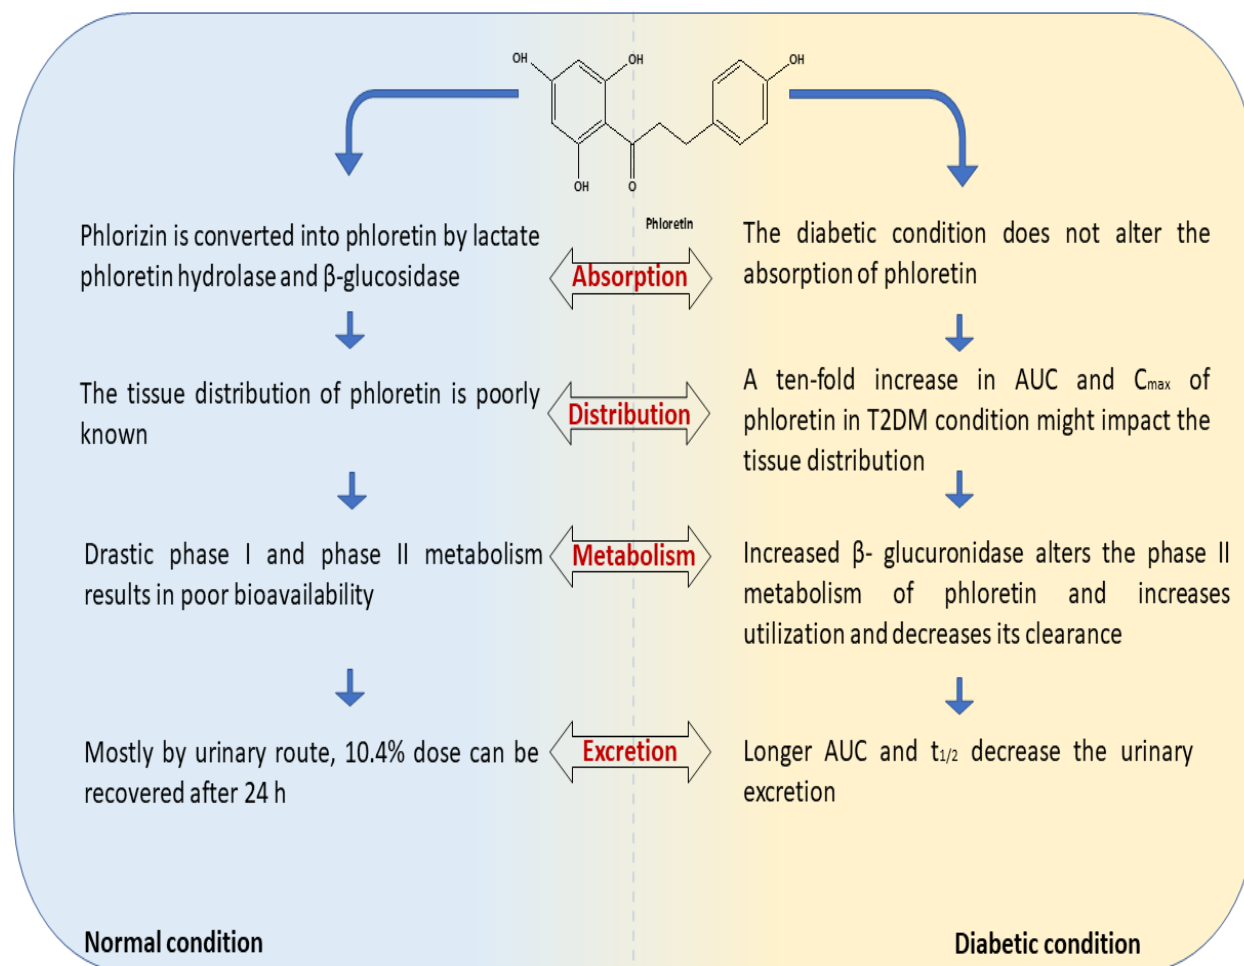 OH
OH
OH
OH
O
Phloretin
Phlorizin is converted into phloretin by lactate
phloretin hydrolase and β-glucosidase
Absorption
The diabetic condition does not alter the
absorption of phloretin
The tissue distribution of phloretin is poorly
known
Distribution
A ten-fold increase in AUC and Cmax of
phloretin in T2DM condition might impact the
tissue distribution
Drastic phase I and phase II metabolism
results in poor bioavailability
Metabolism
Increased β- glucuronidase alters the phase II
metabolism of phloretin and increases
utilization and decreases its clearance
Mostly by urinary route, 10.4% dose can be
recovered after 24 h
Excretion
Longer AUC and t1/2 decrease the urinary
excretion
Normal condition
Diabetic condition